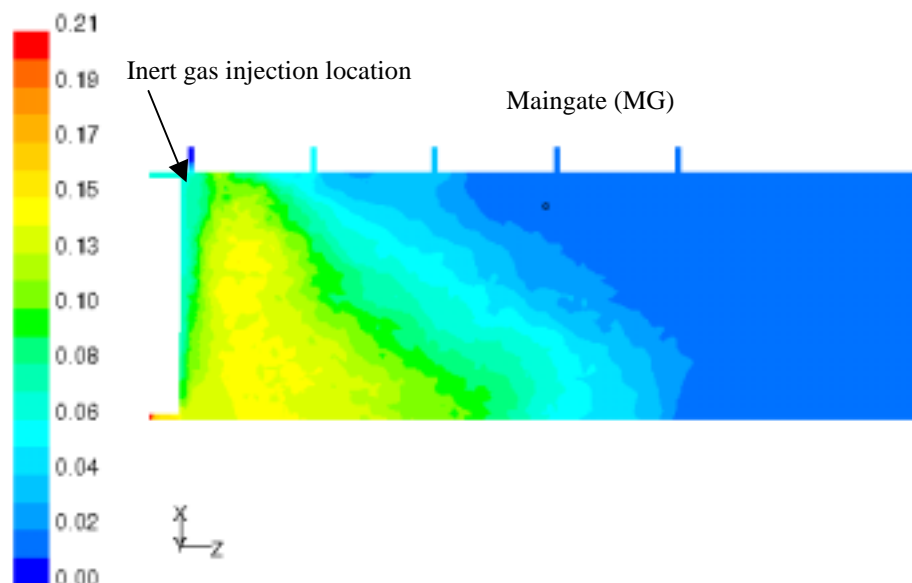 0.21
Inert gas injection location
0.19
Maingate (MG)
0.17
0.15
0.13
0.10
0.08
0.06
0.04
0.02
0.00
X
Y
Z